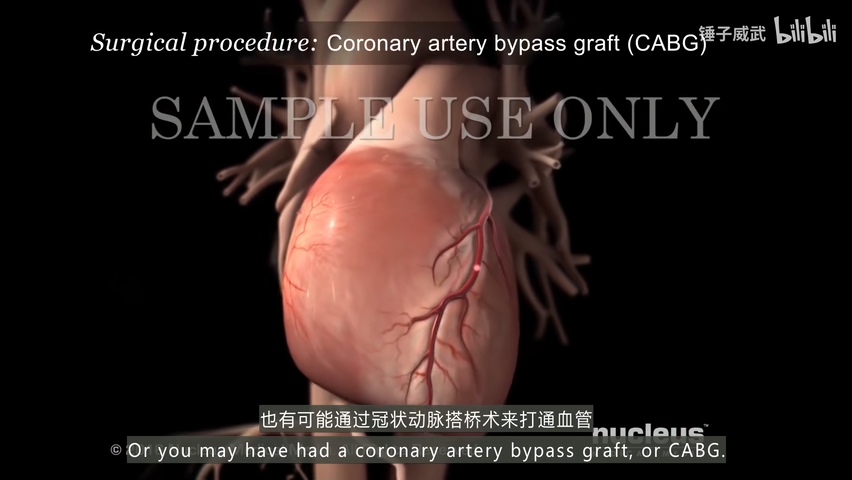 Surgical procedure: Coronary artery bypass graft (CABG)
锤子威武 bilibili
SAMPLE USE ONLY
也有可能通过冠状动脉搭桥术来打通血管
nucleus™
©
Or you may have had a coronary artery bypass graft, or CABG.